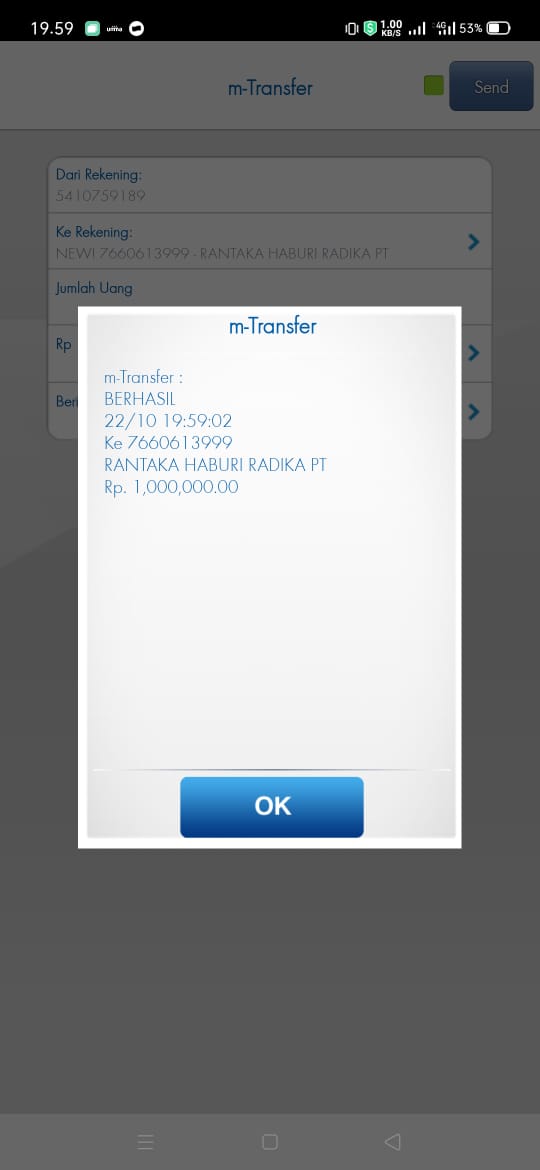 19.59
1.00
KB/S
4G
53%
m-Transfer
Send
Dari Rekening:
5410759189
Ke Rekening:
NEW! 7660613999 - RANTAKA HABURI RADIKA PT
Jumlah Uang
Rp
Beri
m-Transfer
m-Transfer :
BERHASIL
22/10 19:59:02
Ke 7660613999
RANTAKA HABURI RADIKA PT
Rp. 1,000,000.00
OK